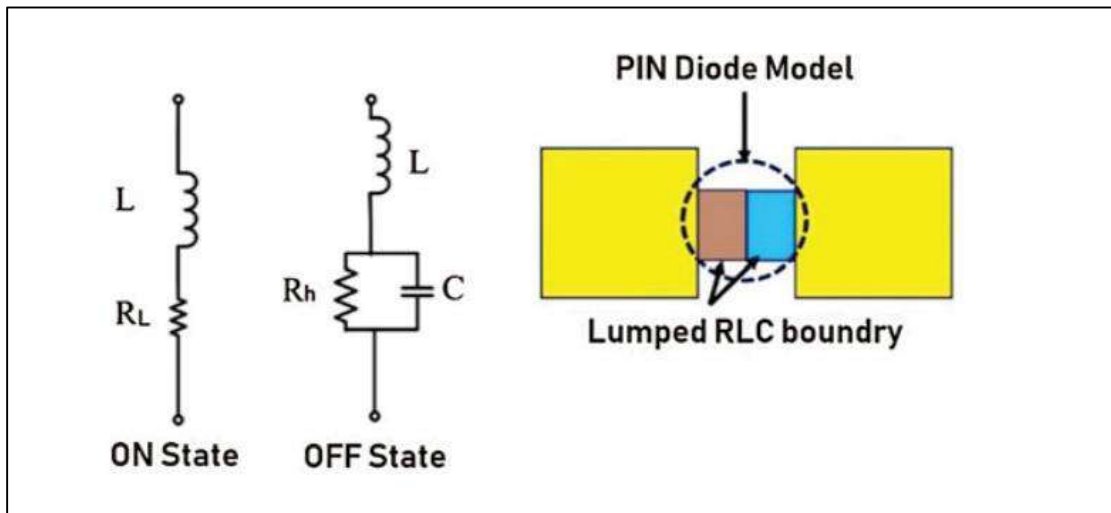 PIN Diode Model
L
L
Rh
C
RL
Lumped RLC boundry
ON State
OFF State